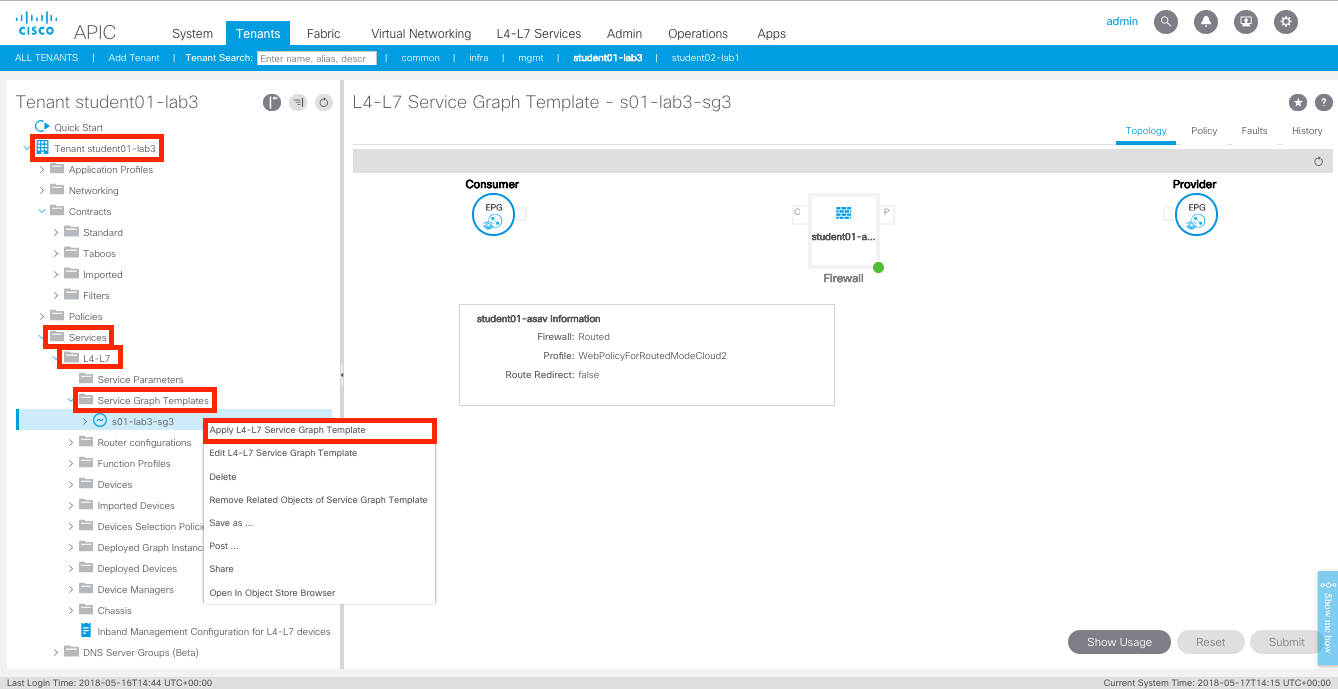 CISCO APIC
admin
System Tenants Fabric Virtual Networking L4-L7 Services Admin Operations Apps
ALL TENANTS | Add Tenant | Tenant Search: Enter name, alias, descr | common | infra | mgmt | student01-lab3 | student02-lab1
Tenant student01-lab3
Quick Start
Tenant student01-lab3
Application Profiles
Networking
Contracts
Standard
Taboos
Imported
Filters
Policies
Services
L4-L7
Service Parameters
Service Graph Templates
s01-lab3-sg3
Router configurations
Function Profiles
Devices
Imported Devices
Devices Selection Polici
Deployed Graph Instanc
Deployed Devices
Device Managers
Chassis
Inband Management Configuration for L4-L7 devices
DNS Server Groups (Beta)
Apply L4-L7 Service Graph Template
Edit L4-L7 Service Graph Template
Delete
Remove Related Objects of Service Graph Template
Save as ...
Post ...
Share
Open In Object Store Browser
L4-L7 Service Graph Template - s01-lab3-sg3
Topology Policy Faults History
Consumer
EPG
C
P
student01-a...
Firewall
Provider
EPG
student01-asav Information
Firewall: Routed
Profile: WebPolicyForRoutedModeCloud2
Route Redirect: false
Show me how
Show Usage Reset Submit
Last Login Time: 2018-05-16T14:44 UTC+00:00
Current System Time: 2018-05-17T14:15 UTC+00:00